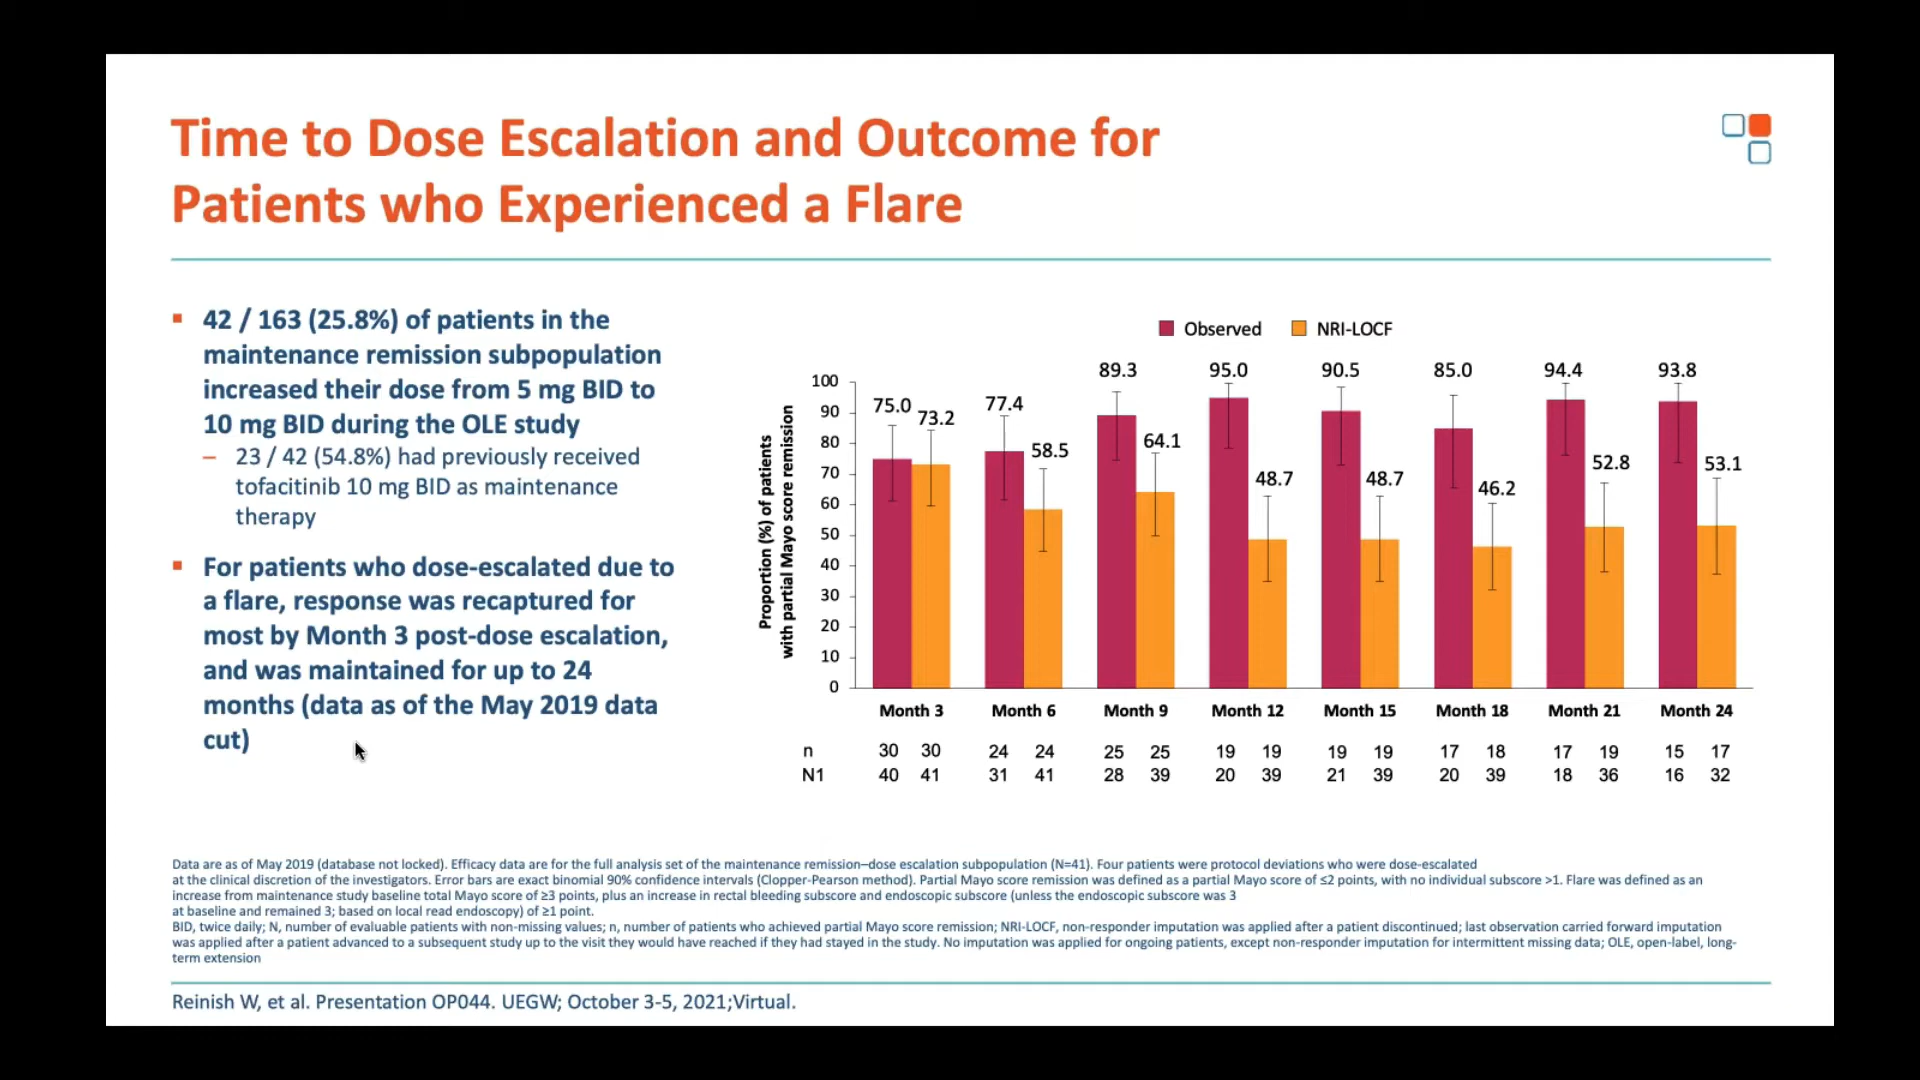 Time to Dose Escalation and Outcome for
Patients who Experienced a Flare
▪ 42 / 163 (25.8%) of patients in the
maintenance remission subpopulation
increased their dose from 5 mg BID to
10 mg BID during the OLE study
– 23 / 42 (54.8%) had previously received
tofacitinib 10 mg BID as maintenance
therapy
▪ For patients who dose-escalated due to
a flare, response was recaptured for
most by Month 3 post-dose escalation,
and was maintained for up to 24
months (data as of the May 2019 data
cut)
Observed NRI-LOCF
Proportion (%) of patients
with partial Mayo score remission
100
90
80
70
60
50
40
30
20
10
0
75.0 73.2 77.4 58.5 89.3 64.1 95.0 48.7 90.5 48.7 85.0 46.2 94.4 52.8 93.8 53.1
Month 3 Month 6 Month 9 Month 12 Month 15 Month 18 Month 21 Month 24
n 30 30 24 24 25 25 19 19 19 19 17 18 17 19 15 17
N1 40 41 31 41 28 39 20 39 21 39 20 39 18 36 16 32
Data are as of May 2019 (database not locked). Efficacy data are for the full analysis set of the maintenance remission–dose escalation subpopulation (N=41). Four patients were protocol deviations who were dose-escalated
at the clinical discretion of the investigators. Error bars are exact binomial 90% confidence intervals (Clopper-Pearson method). Partial Mayo score remission was defined as a partial Mayo score of ≤2 points, with no individual subscore >1. Flare was defined as an
increase from maintenance study baseline total Mayo score of ≥3 points, plus an increase in rectal bleeding subscore and endoscopic subscore (unless the endoscopic subscore was 3
at baseline and remained 3; based on local read endoscopy) of ≥1 point.
BID, twice daily; N, number of evaluable patients with non-missing values; n, number of patients who achieved partial Mayo score remission; NRI-LOCF, non-responder imputation was applied after a patient discontinued; last observation carried forward imputation
was applied after a patient advanced to a subsequent study up to the visit they would have reached if they had stayed in the study. No imputation was applied for ongoing patients, except non-responder imputation for intermittent missing data; OLE, open-label, long-
term extension
Reinish W, et al. Presentation OP044. UEGW; October 3-5, 2021;Virtual.